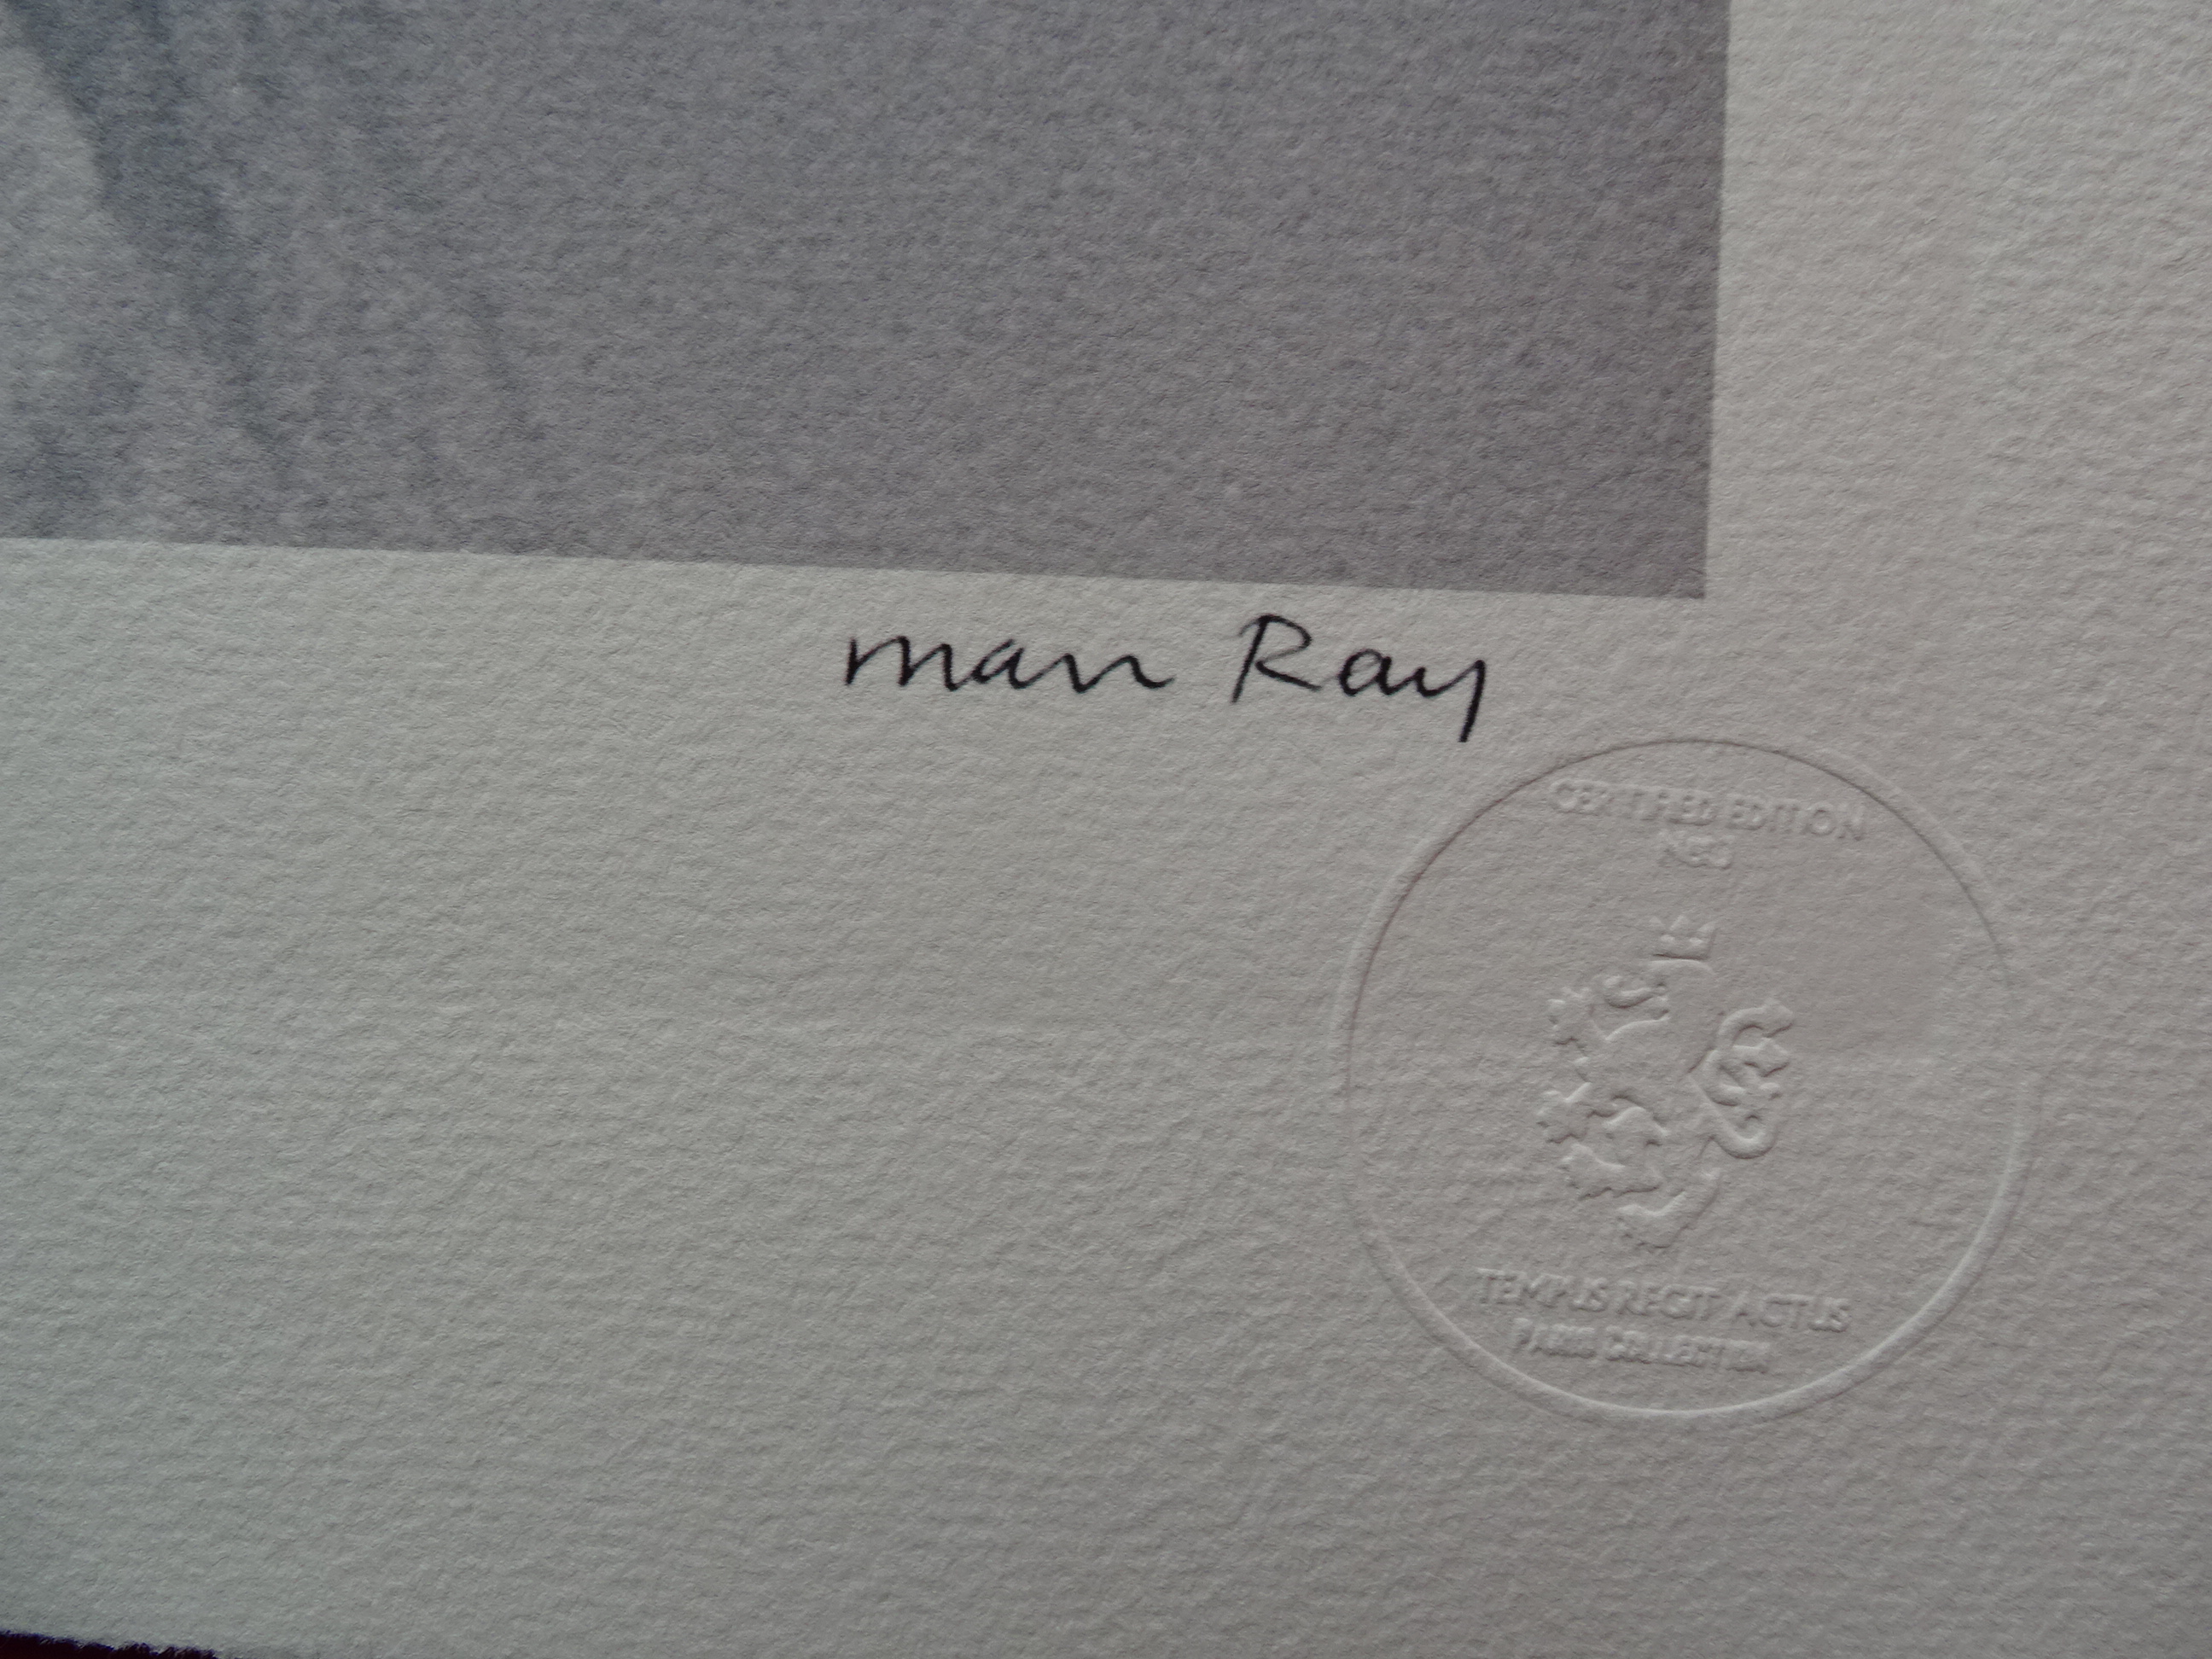 man Ray
CERTIFIED EDITION
TEMPUS REGIT ACTUS
PARIS COLLECTION